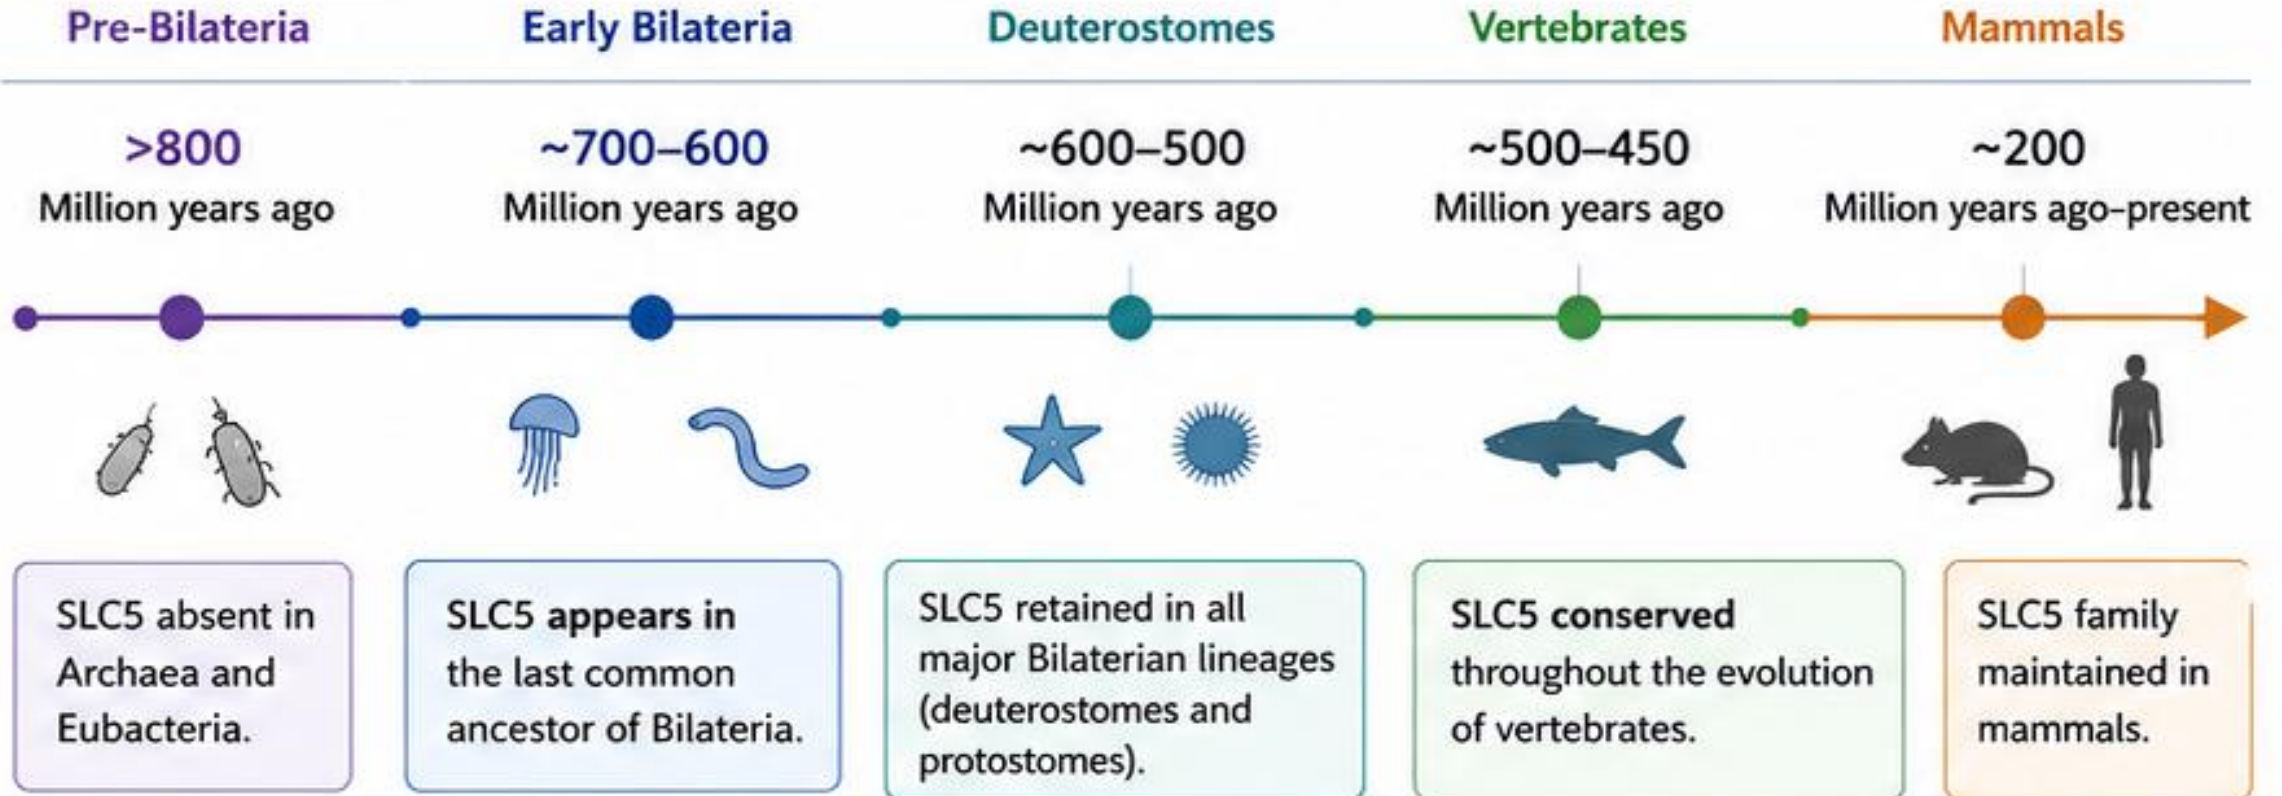 Pre-Bilateria
Early Bilateria
Deuterostomes
Vertebrates
Mammals
>800
Million years ago
~700–600
Million years ago
~600–500
Million years ago
~500–450
Million years ago
~200
Million years ago–present
SLC5 absent in
Archaea and
Eubacteria.
SLC5 appears in
the last common
ancestor of Bilateria.
SLC5 retained in all
major Bilaterian lineages
(deuterostomes and
protostomes).
SLC5 conserved
throughout the evolution
of vertebrates.
SLC5 family
maintained in
mammals.